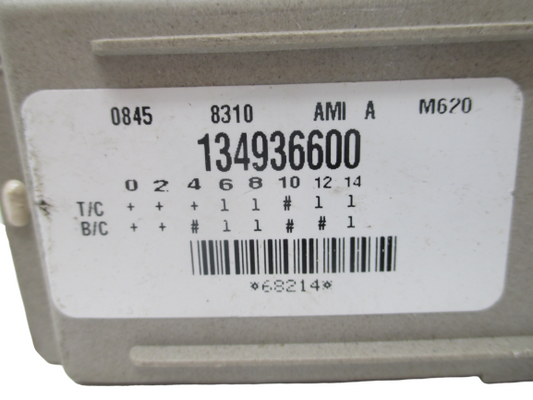 0845 8310 AMI A M620
134936600
0 2 4 6 8 10 12 14
T/C + + + 1 1 # 1 1
B/C + + # 1 1 # # 1
*68214*